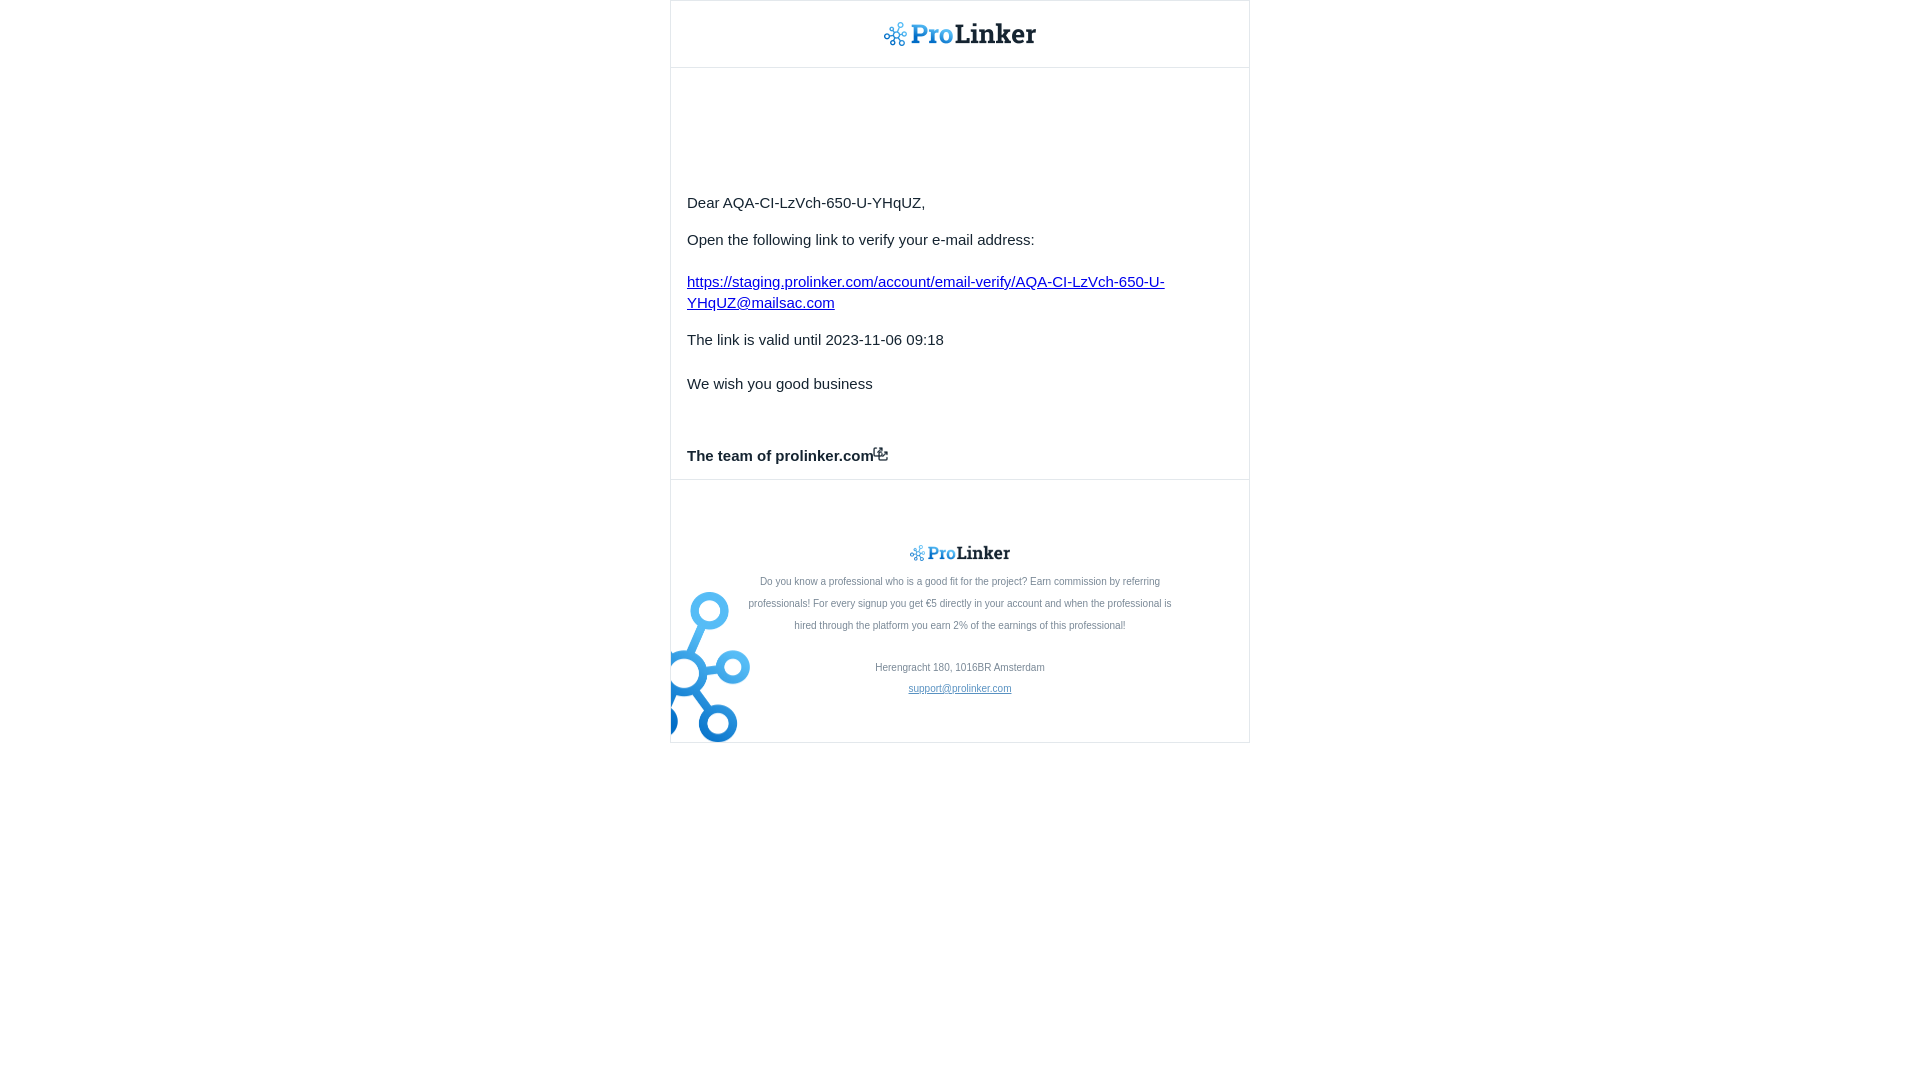 ProLinker
Dear AQA-CI-LzVch-650-U-YHqUZ,
Open the following link to verify your e-mail address:
https://staging.prolinker.com/account/email-verify/AQA-CI-LzVch-650-U-
YHqUZ@mailsac.com
The link is valid until 2023-11-06 09:18
We wish you good business
The team of prolinker.com
ProLinker
Do you know a professional who is a good fit for the project? Earn commission by referring
professionals! For every signup you get €5 directly in your account and when the professional is
hired through the platform you earn 2% of the earnings of this professional!
Herengracht 180, 1016BR Amsterdam
support@prolinker.com